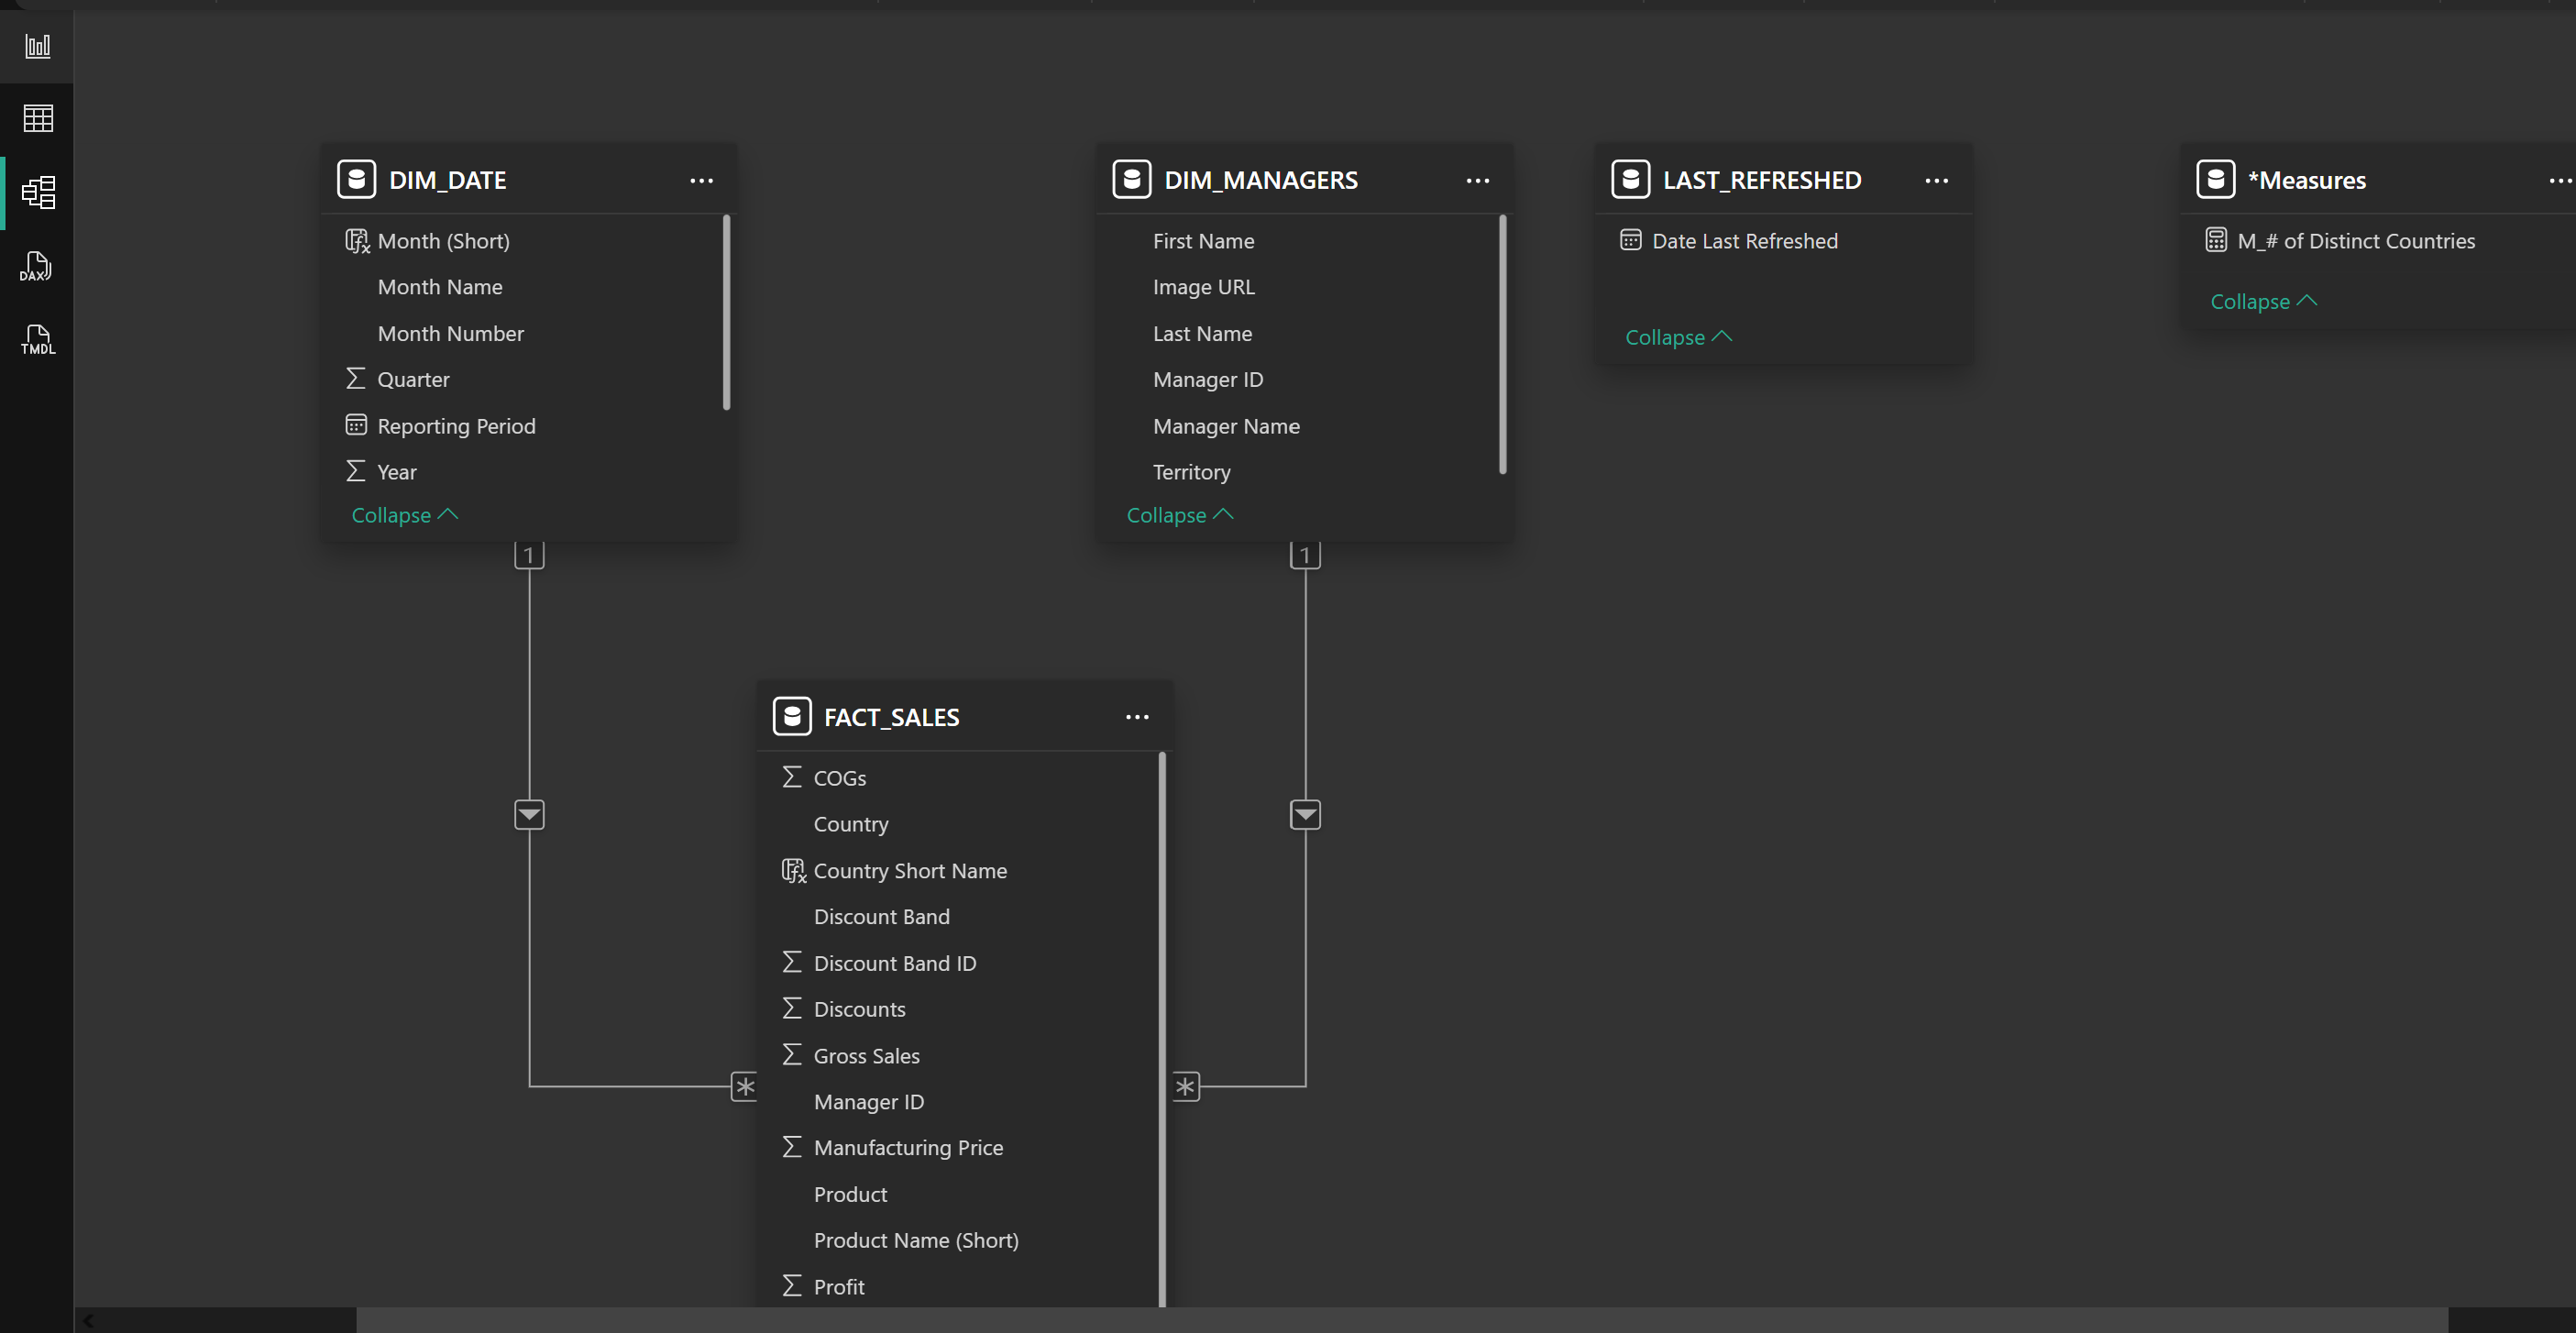 DAX
TMDL
DIM_DATE
Month (Short)
Month Name
Month Number
Quarter
Reporting Period
Year
Collapse
DIM_MANAGERS
First Name
Image URL
Last Name
Manager ID
Manager Name
Territory
Collapse
LAST_REFRESHED
Date Last Refreshed
Collapse
*Measures
M_# of Distinct Countries
Collapse
1
1
FACT_SALES
COGs
Country
Country Short Name
Discount Band
Discount Band ID
Discounts
Gross Sales
Manager ID
Manufacturing Price
Product
Product Name (Short)
Profit
*
*